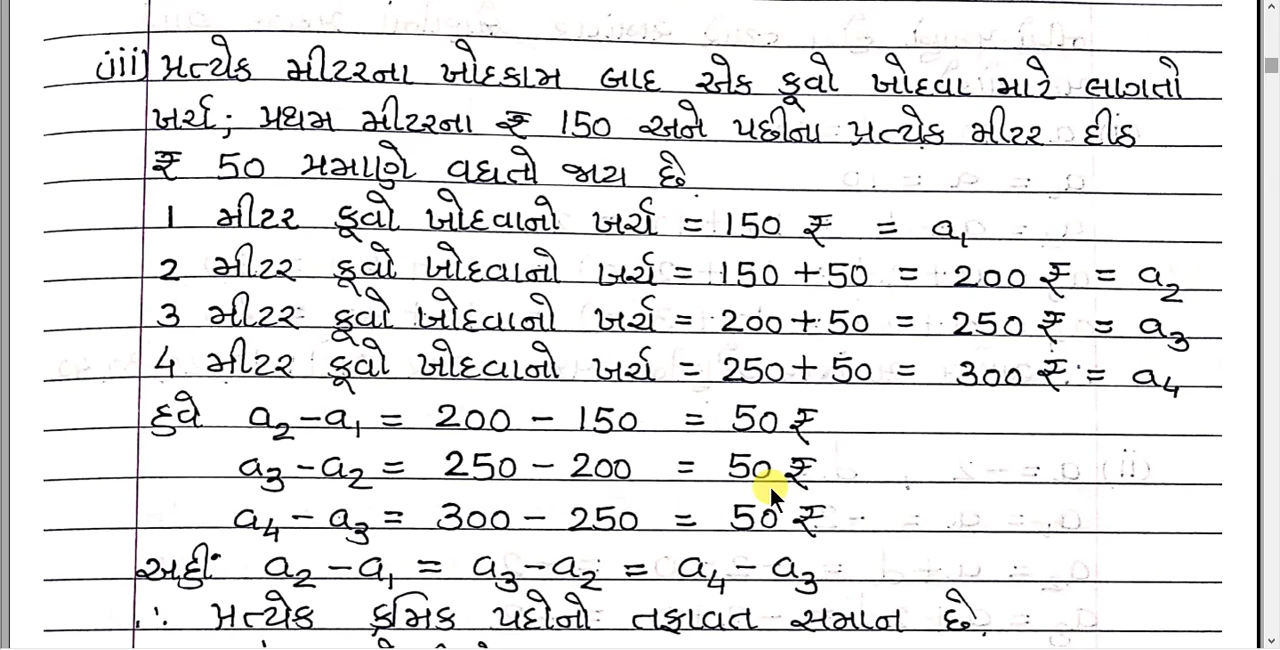 (iii) પ્રત્યેક મીટરના ખોદકામ બાદ એક કૂવો ખોદવા માટે લાગતો
ખર્ચ; પ્રથમ મીટરના ₹ 150 અને પછીના પ્રત્યેક મીટર દીઠ
₹ 50 પ્રમાણે વધતો જાય છે.
1 મીટર કૂવો ખોદવાનો ખર્ચ = 150 ₹ = a₁
2 મીટર કૂવો ખોદવાનો ખર્ચ = 150 + 50 = 200 ₹ = a₂
3 મીટર કૂવો ખોદવાનો ખર્ચ = 200 + 50 = 250 ₹ = a₃
4 મીટર કૂવો ખોદવાનો ખર્ચ = 250 + 50 = 300 ₹ = a₄
હવે a₂ - a₁ = 200 - 150 = 50 ₹
a₃ - a₂ = 250 - 200 = 50 ₹
a₄ - a₃ = 300 - 250 = 50 ₹
અહીં a₂ - a₁ = a₃ - a₂ = a₄ - a₃
∴ પ્રત્યેક ક્રમિક પદોનો તફાવત સમાન છે.